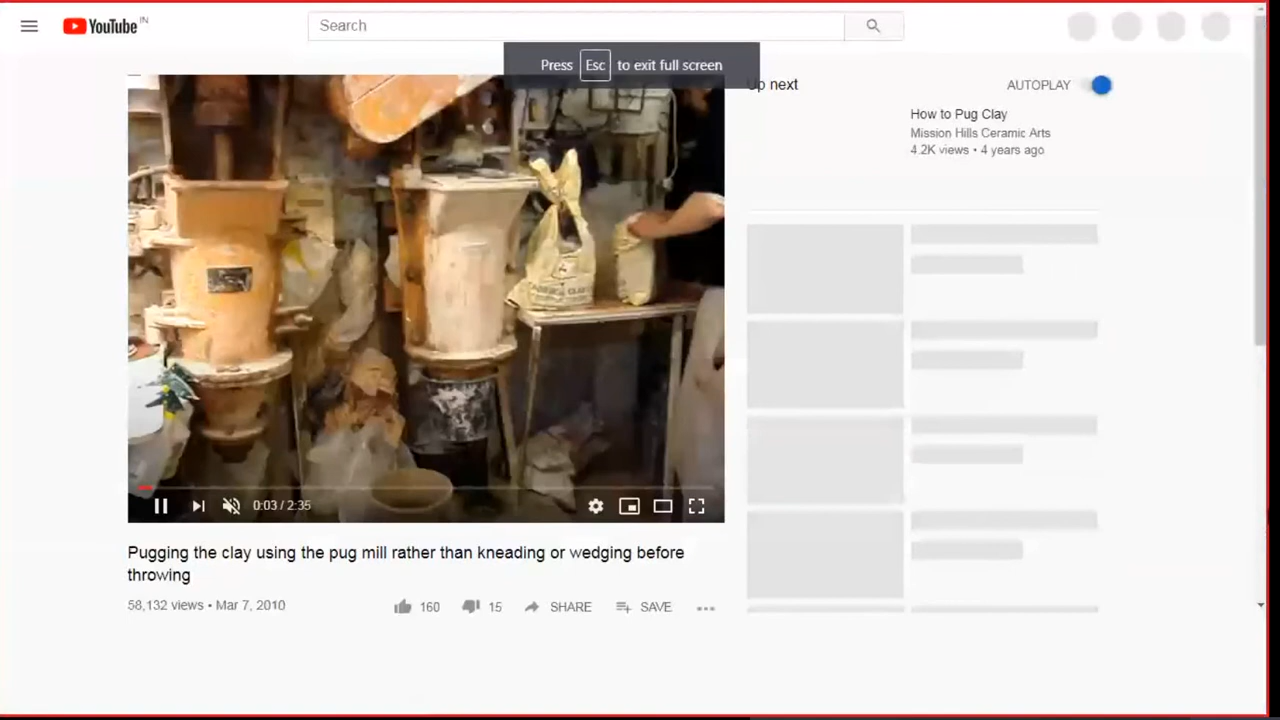 YouTube IN
Search
Press Esc to exit full screen
Up next
AUTOPLAY
How to Pug Clay
Mission Hills Ceramic Arts
4.2K views • 4 years ago
0:03 / 2:35
Pugging the clay using the pug mill rather than kneading or wedging before
throwing
58,132 views • Mar 7, 2010
160
15
SHARE
SAVE